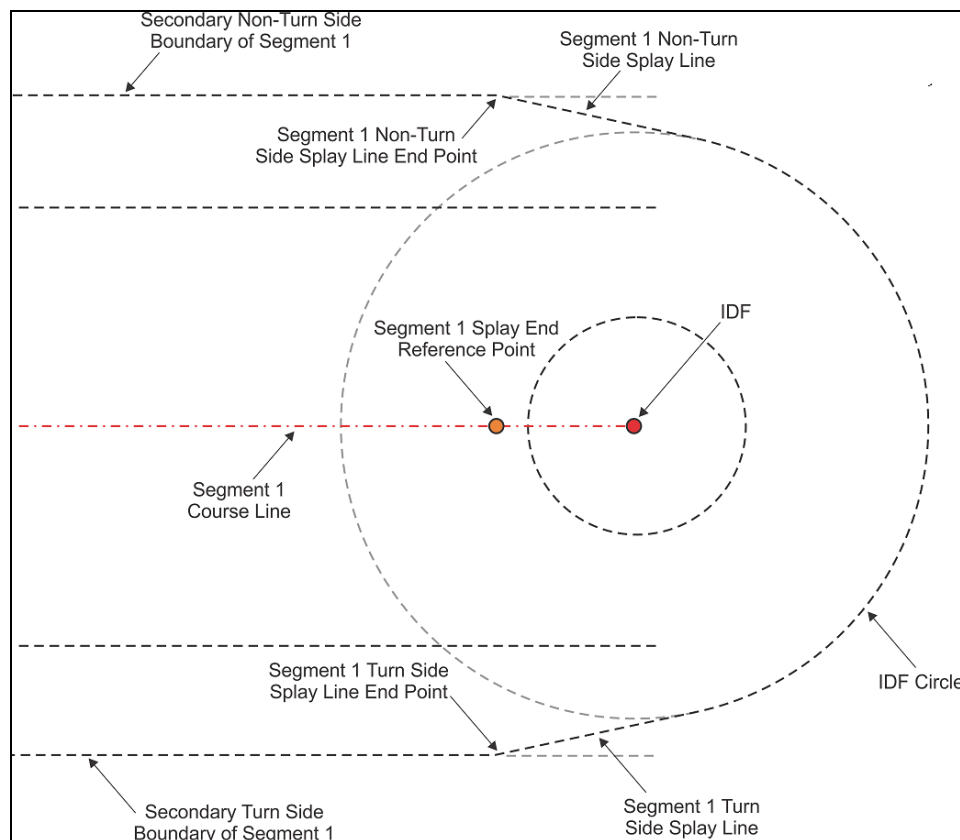 Secondary Non-Turn Side
Boundary of Segment 1
Segment 1 Non-Turn
Side Splay Line
Segment 1 Non-Turn
Side Splay Line End Point
IDF
Segment 1 Splay End
Reference Point
Segment 1
Course Line
Segment 1 Turn Side
Splay Line End Point
IDF Circle
Secondary Turn Side
Boundary of Segment 1
Segment 1 Turn
Side Splay Line